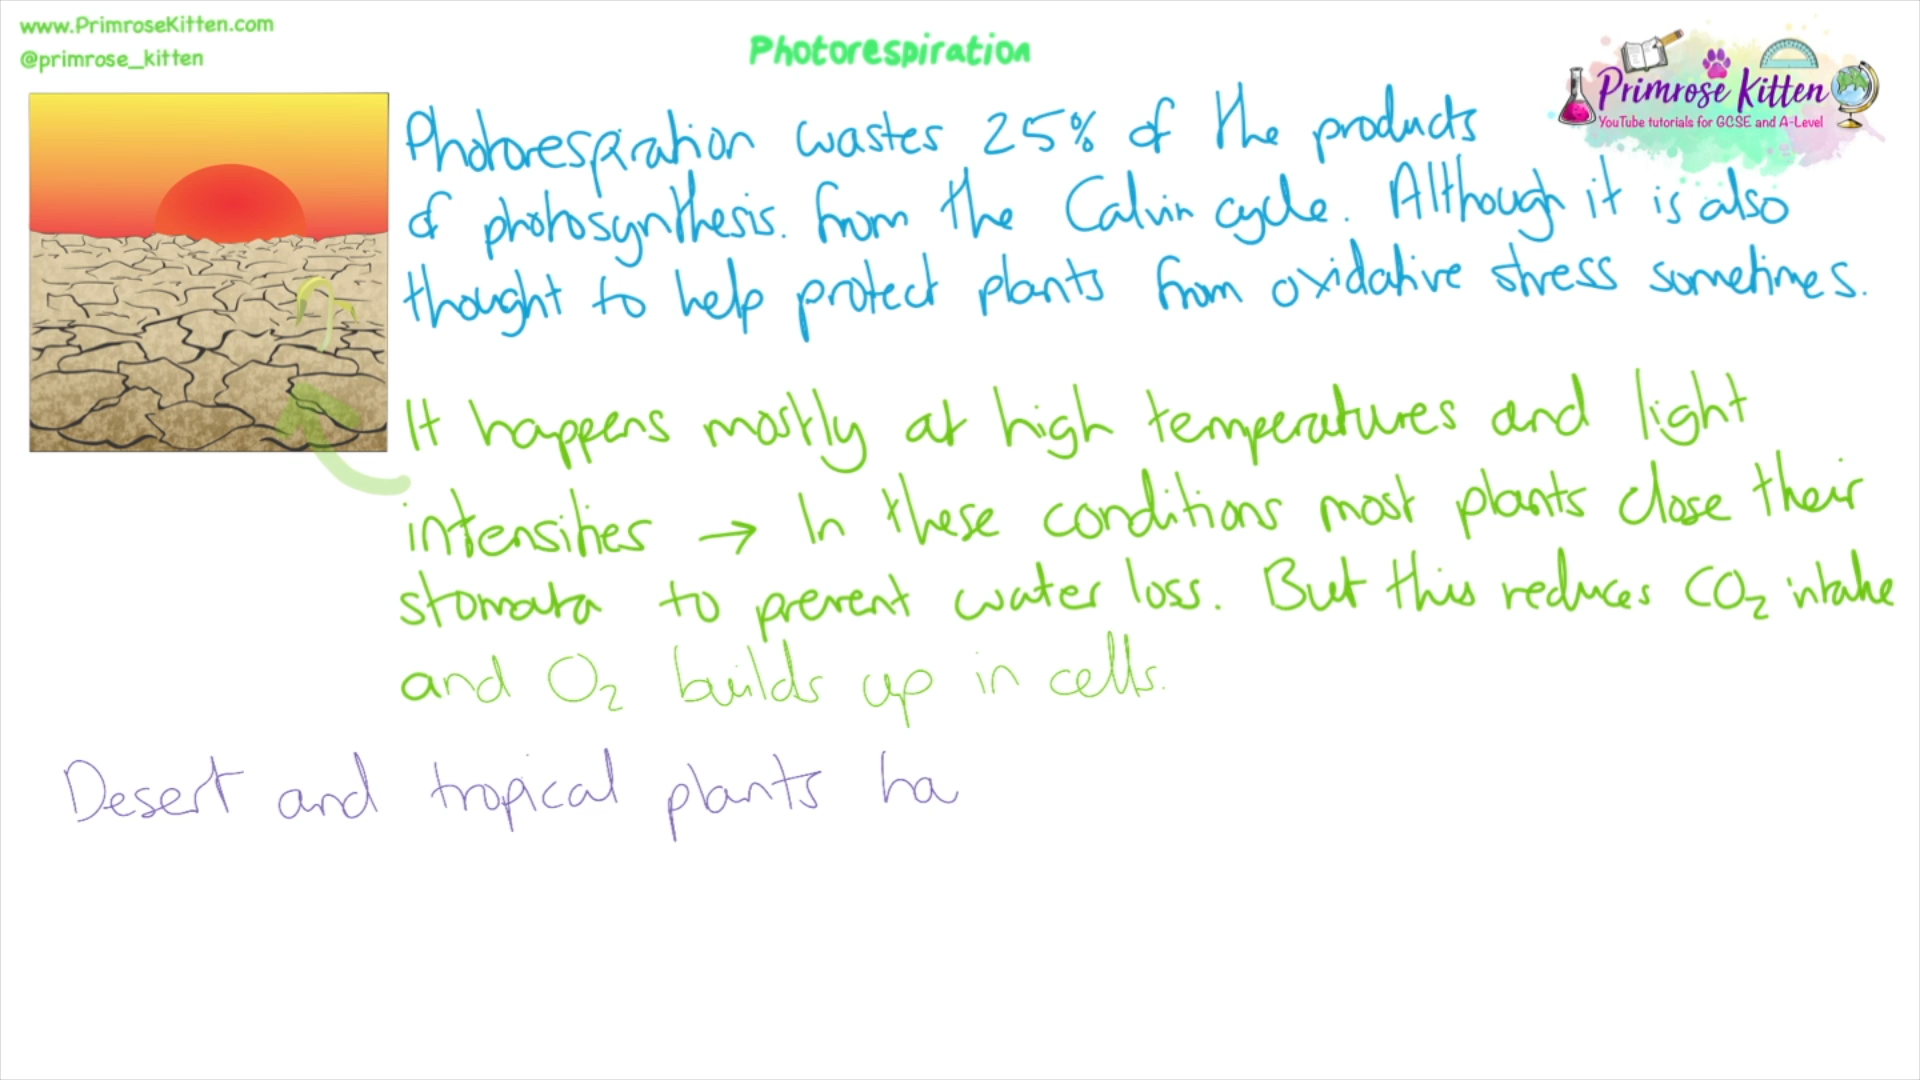 www.PrimroseKitten.com
@primrose_kitten
Photorespiration
Primrose Kitten
YouTube tutorials for GCSE and A-Level
Photorespiration wastes 25% of the products
of photosynthesis. from the Calvin cycle. Although it is also
thought to help protect plants from oxidative stress sometimes.
It happens mostly at high temperatures and light
intensities → In these conditions most plants close their
stomata to prevent water loss. But this reduces CO₂ intake
and O₂ builds up in cells.
Desert and tropical plants ha